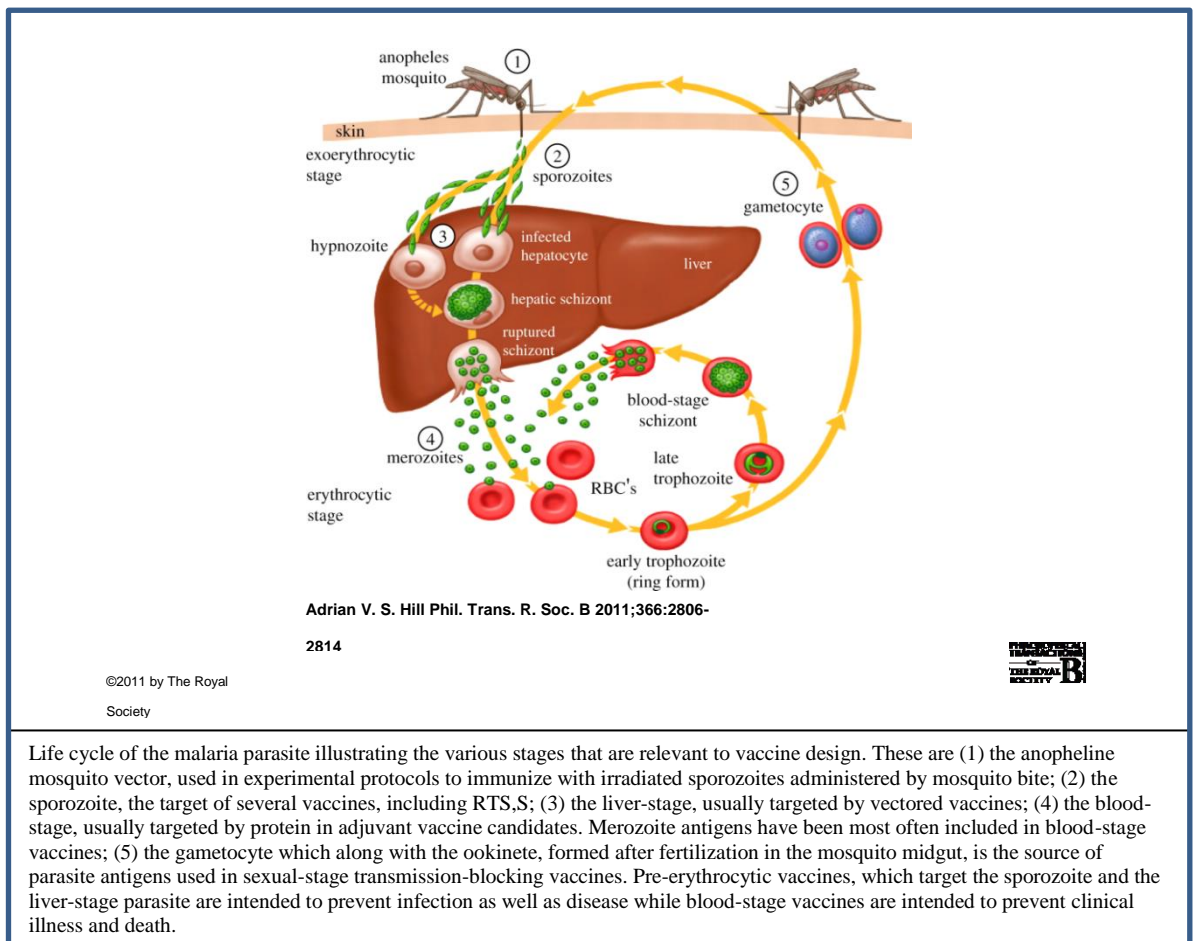 anopheles
mosquito
1
skin
exoerythrocytic
stage
2
sporozoites
5
gametocyte
3
hypnozoite
infected
hepatocyte
liver
hepatic schizont
ruptured
schizont
blood-stage
schizont
4
merozoites
late
trophozoite
RBC's
erythrocytic
stage
early trophozoite
(ring form)
Adrian V. S. Hill Phil. Trans. R. Soc. B 2011;366:2806-
2814
©2011 by The Royal
Society
PHILOSOPHICAL
TRANSACTIONS
OF
THE ROYAL
SOCIETY
B
Life cycle of the malaria parasite illustrating the various stages that are relevant to vaccine design. These are (1) the anopheline
mosquito vector, used in experimental protocols to immunize with irradiated sporozoites administered by mosquito bite; (2) the
sporozoite, the target of several vaccines, including RTS,S; (3) the liver-stage, usually targeted by vectored vaccines; (4) the blood-
stage, usually targeted by protein in adjuvant vaccine candidates. Merozoite antigens have been most often included in blood-stage
vaccines; (5) the gametocyte which along with the ookinete, formed after fertilization in the mosquito midgut, is the source of
parasite antigens used in sexual-stage transmission-blocking vaccines. Pre-erythrocytic vaccines, which target the sporozoite and the
liver-stage parasite are intended to prevent infection as well as disease while blood-stage vaccines are intended to prevent clinical
illness and death.